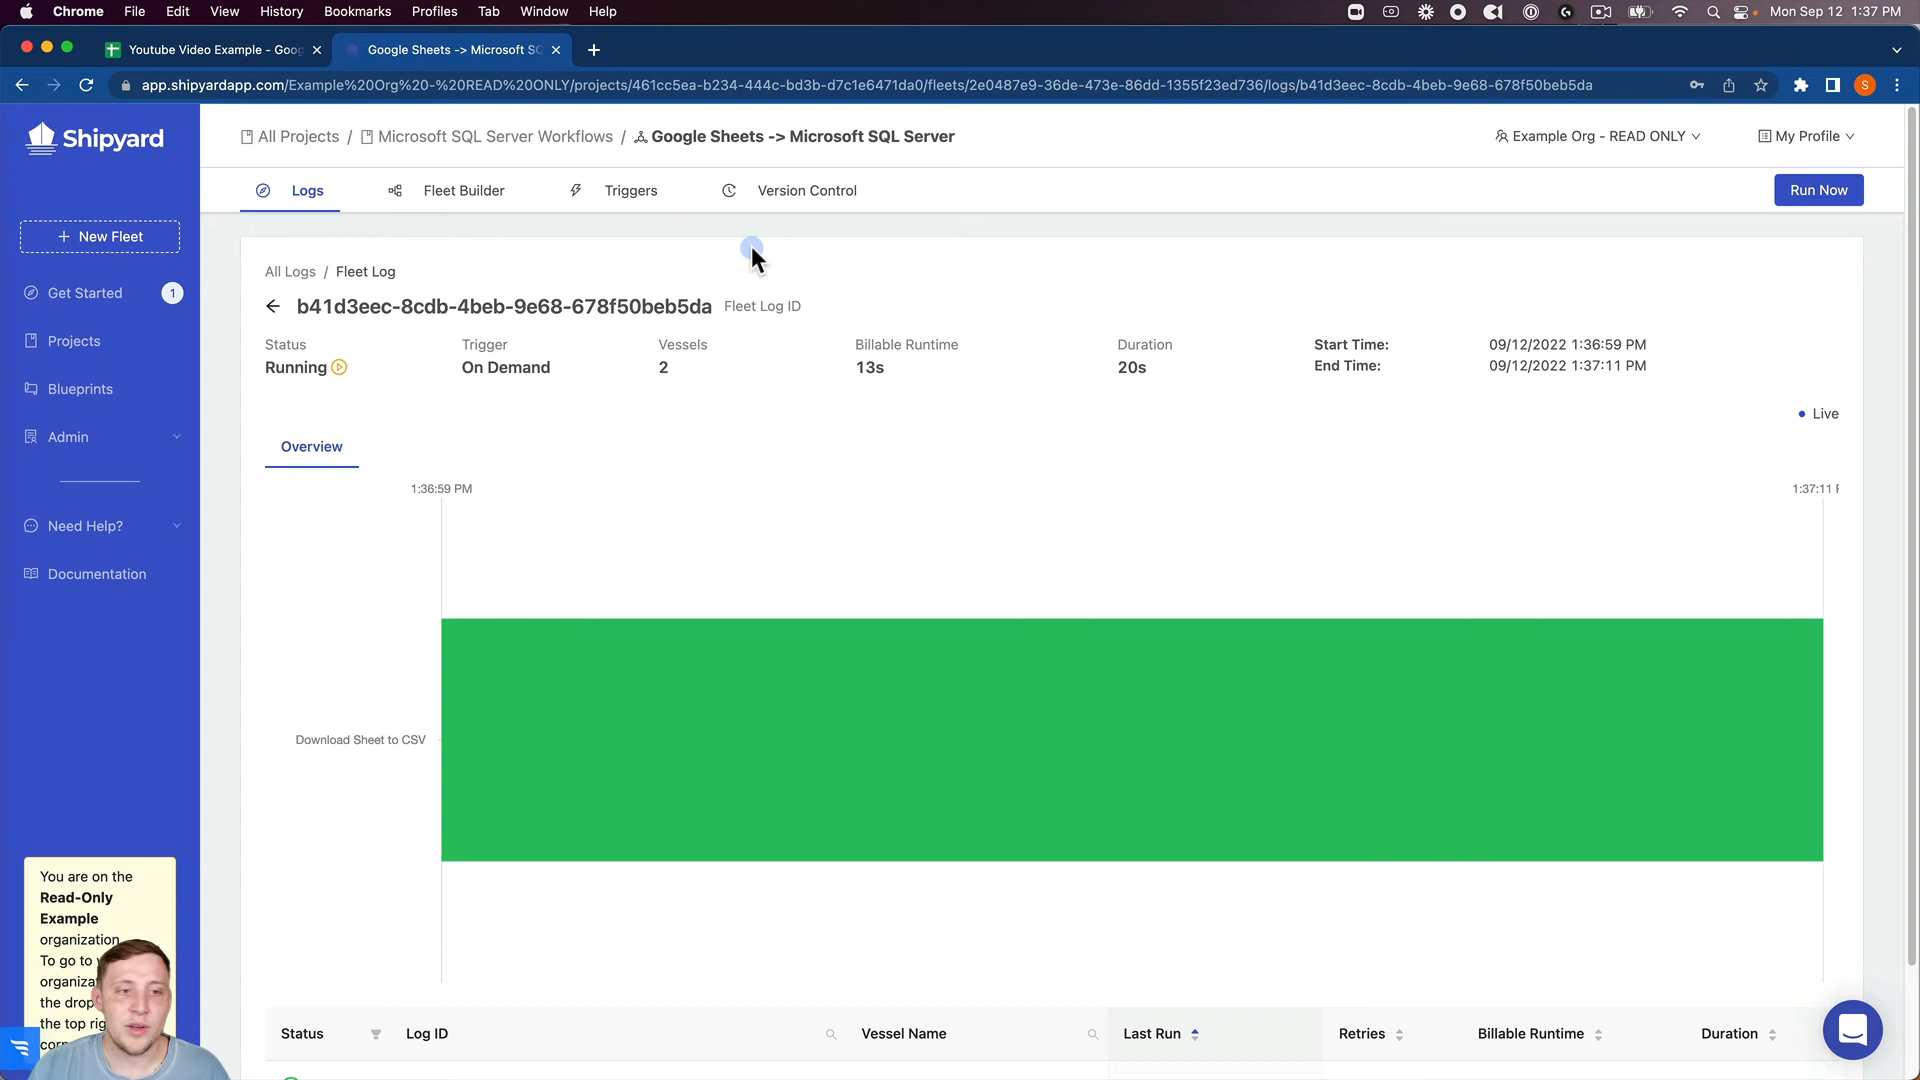 Chrome File Edit View History Bookmarks Profiles Tab Window Help Mon Sep 12 1:37 PM
Youtube Video Example - Goo Google Sheets -> Microsoft SQ
app.shipyardapp.com/Example%20Org%20-%20READ%20ONLY/projects/461cc5ea-b234-444c-bd3b-d7c1e6471da0/fleets/2e0487e9-36de-473e-86dd-1355f23ed736/logs/b41d3eec-8cdb-4beb-9e68-678f50beb5da S
Shipyard
All Projects / Microsoft SQL Server Workflows / Google Sheets -> Microsoft SQL Server
Example Org - READ ONLY My Profile
Logs Fleet Builder Triggers Version Control Run Now
+ New Fleet
Get Started 1
Projects
Blueprints
Admin
Need Help?
Documentation
All Logs / Fleet Log
b41d3eec-8cdb-4beb-9e68-678f50beb5da Fleet Log ID
Status Trigger Vessels Billable Runtime Duration Start Time: 09/12/2022 1:36:59 PM
Running On Demand 2 13s 20s End Time: 09/12/2022 1:37:11 PM
Live
Overview
1:36:59 PM 1:37:11 P
Download Sheet to CSV
You are on the
Read-Only
Example
organization
To go to
organiza
the drop
the top rig
corn
Status Log ID Vessel Name Last Run Retries Billable Runtime Duration